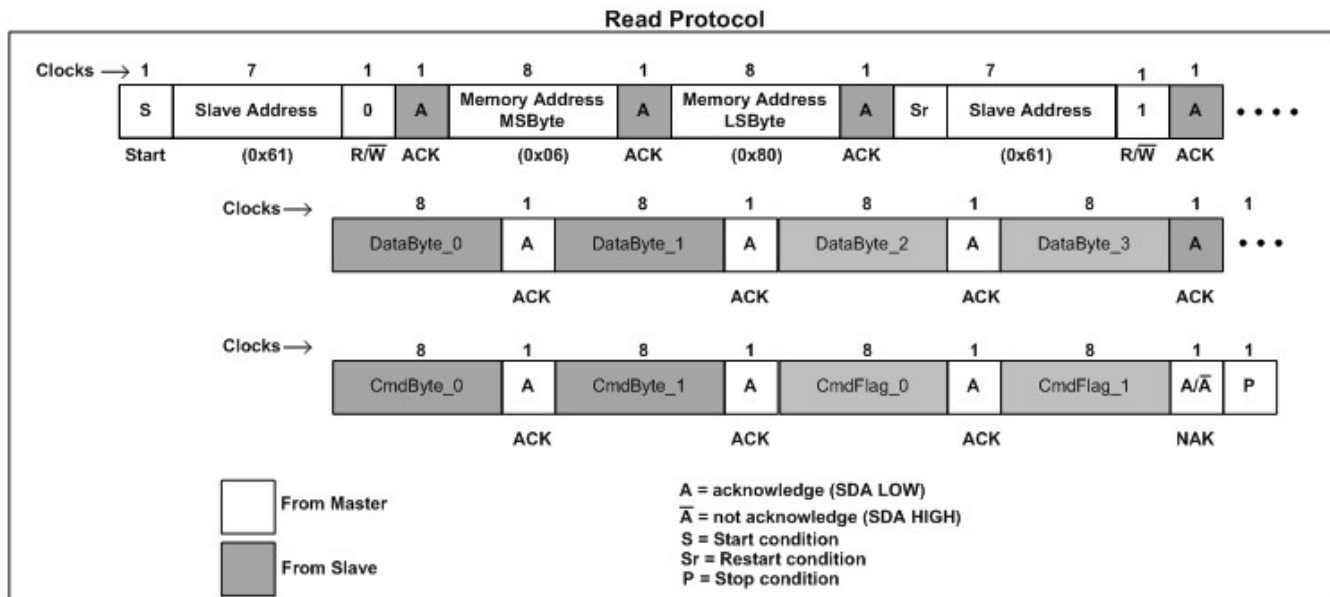 Read Protocol
Clocks → 1 7 1 1 8 1 8 1 7 1 1
S Slave Address 0 A Memory Address MSByte A Memory Address LSByte A Sr Slave Address 1 A
Start (0x61) R/W̅ ACK (0x06) ACK (0x80) ACK (0x61) R/W̅ ACK
Clocks → 8 1 8 1 8 1 8 1 1
DataByte_0 A DataByte_1 A DataByte_2 A DataByte_3 A
ACK ACK ACK ACK
Clocks → 8 1 8 1 8 1 8 1 1
CmdByte_0 A CmdByte_1 A CmdFlag_0 A CmdFlag_1 A/A̅ P
ACK ACK ACK NAK
From Master
From Slave
A = acknowledge (SDA LOW)
A̅ = not acknowledge (SDA HIGH)
S = Start condition
Sr = Restart condition
P = Stop condition